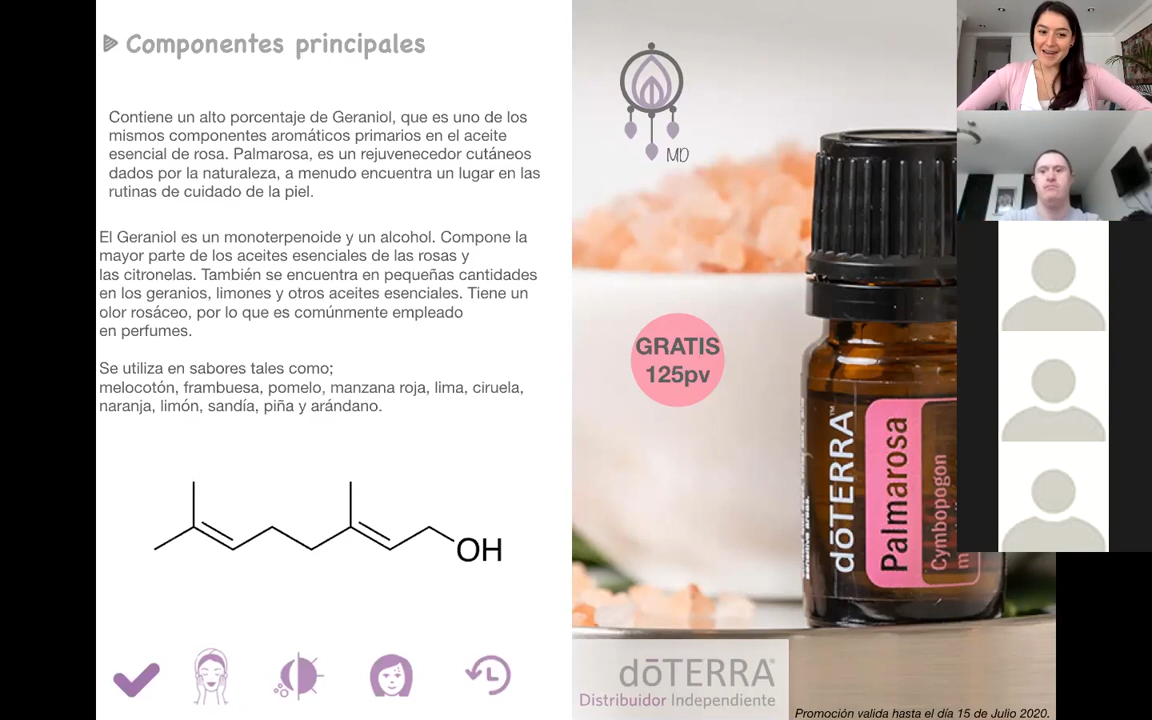 Componentes principales
Contiene un alto porcentaje de Geraniol, que es uno de los
mismos componentes aromáticos primarios en el aceite
esencial de rosa. Palmarosa, es un rejuvenecedor cutáneos
dados por la naturaleza, a menudo encuentra un lugar en las
rutinas de cuidado de la piel.
El Geraniol es un monoterpenoide y un alcohol. Compone la
mayor parte de los aceites esenciales de las rosas y
las citronelas. También se encuentra en pequeñas cantidades
en los geranios, limones y otros aceites esenciales. Tiene un
olor rosáceo, por lo que es comúnmente empleado
en perfumes.
Se utiliza en sabores tales como;
melocotón, frambuesa, pomelo, manzana roja, lima, ciruela,
naranja, limón, sandía, piña y arándano.
OH
MD
GRATIS
125pv
dōTERRA™
Palmarosa
Cymbopogon
dōTERRA®
Distribuidor Independiente
Promoción valida hasta el día 15 de Julio 2020.